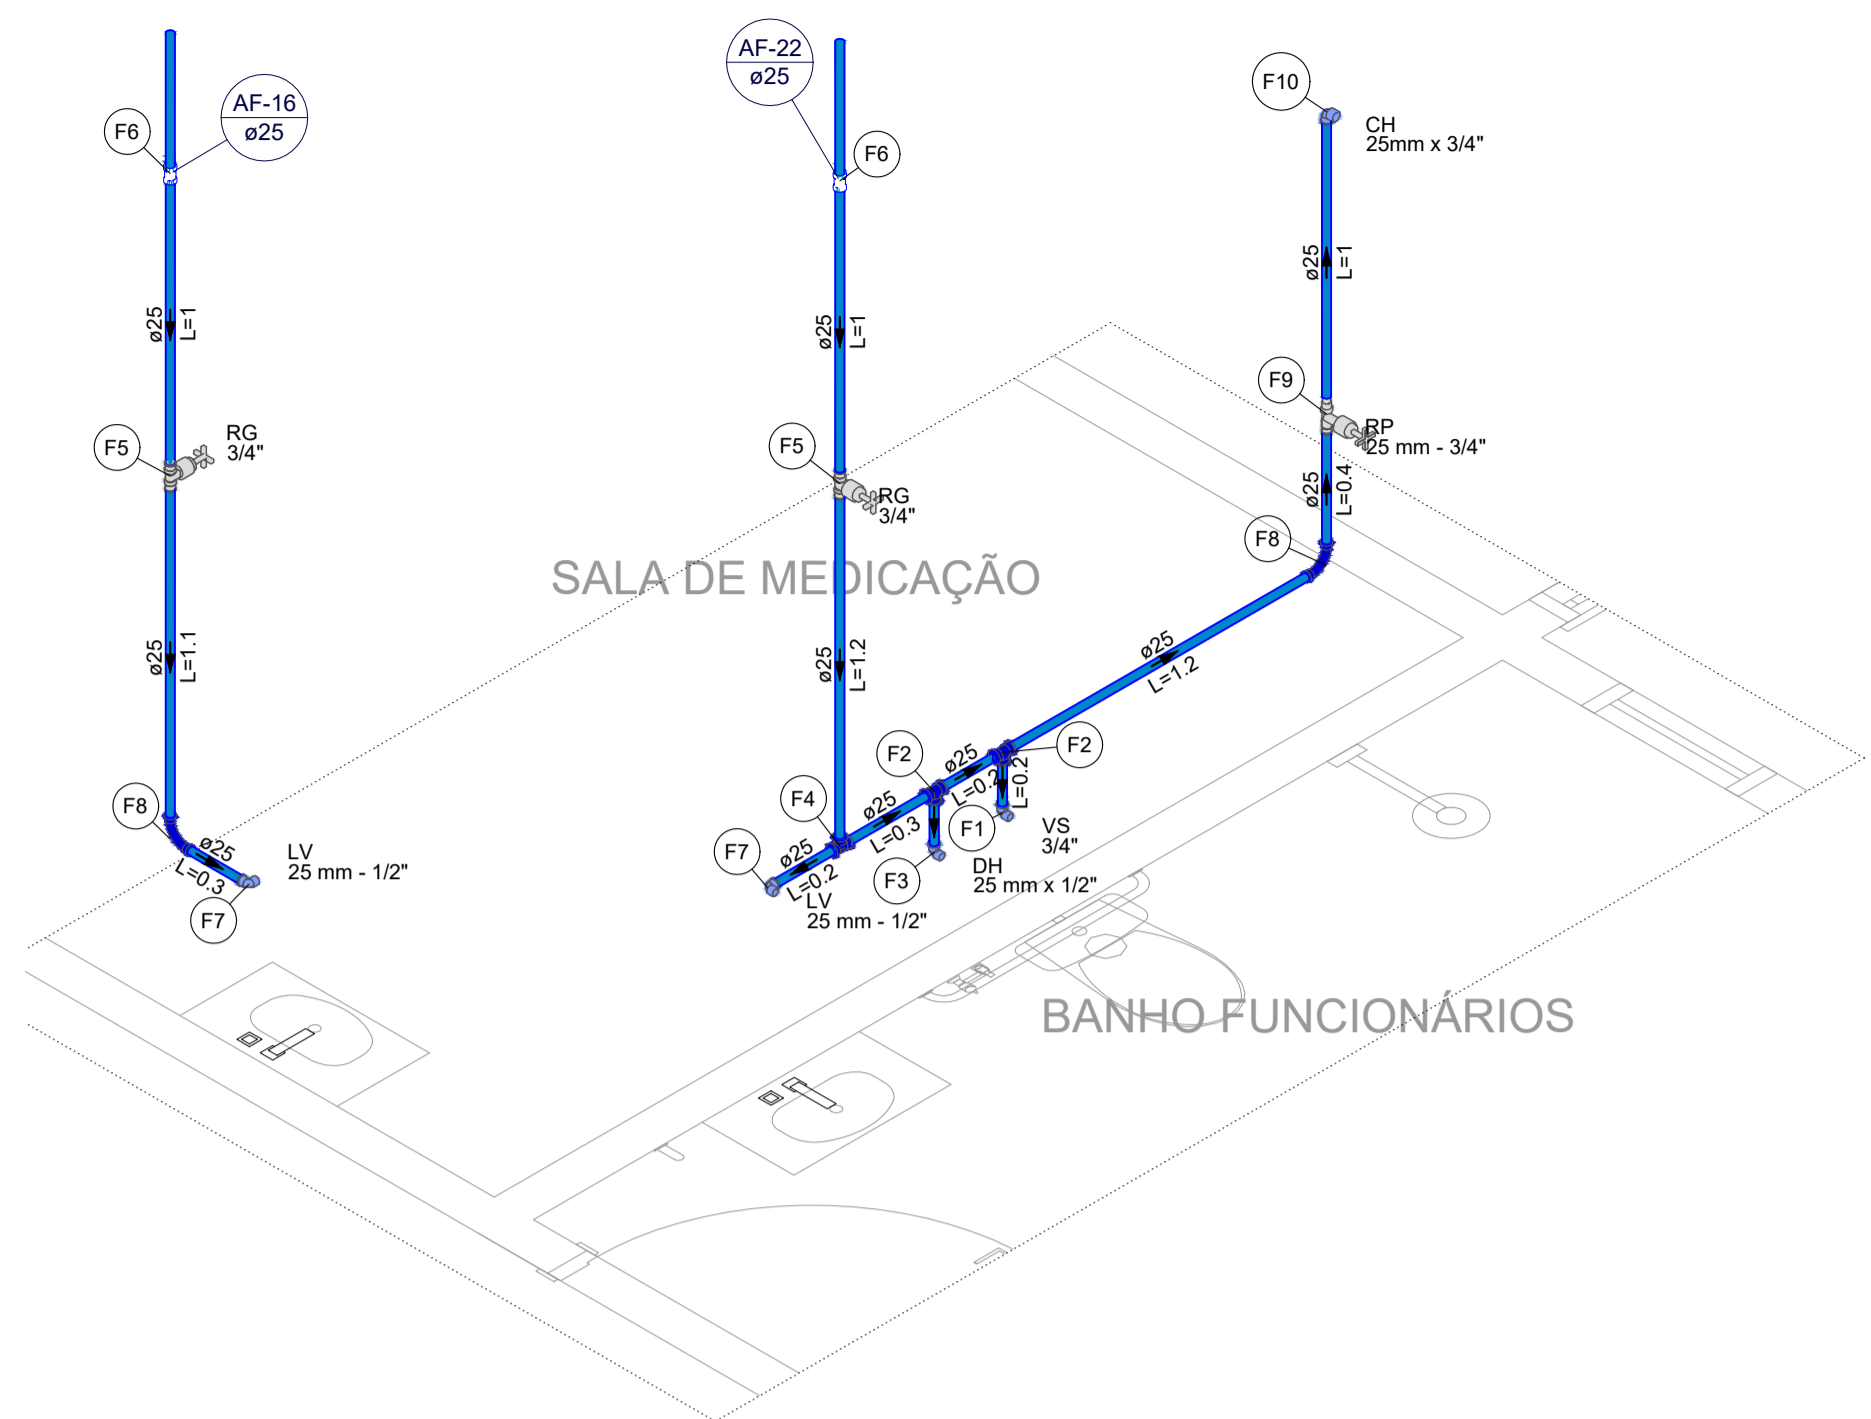 AF-22
ø25
F10
AF-16
ø25
CH
25mm x 3/4"
F6
F6
ø25
L=1
ø25
L=1
ø25
L=1
F9
RP
25 mm - 3/4"
F5
RG
3/4"
F5
RG
3/4"
ø25
L=0.4
F8
SALA DE MEDICAÇÃO
ø25
L=1.1
ø25
L=1.2
ø25
L=1.2
F2
ø25
L=0.2
F2
L=0.2
F8
F4
ø25
L=0.3
F1
VS
3/4"
ø25
L=0.3
LV
25 mm - 1/2"
F7
ø25
L=0.2
F3
DH
25 mm x 1/2"
F7
LV
25 mm - 1/2"
BANHO FUNCIONÁRIOS